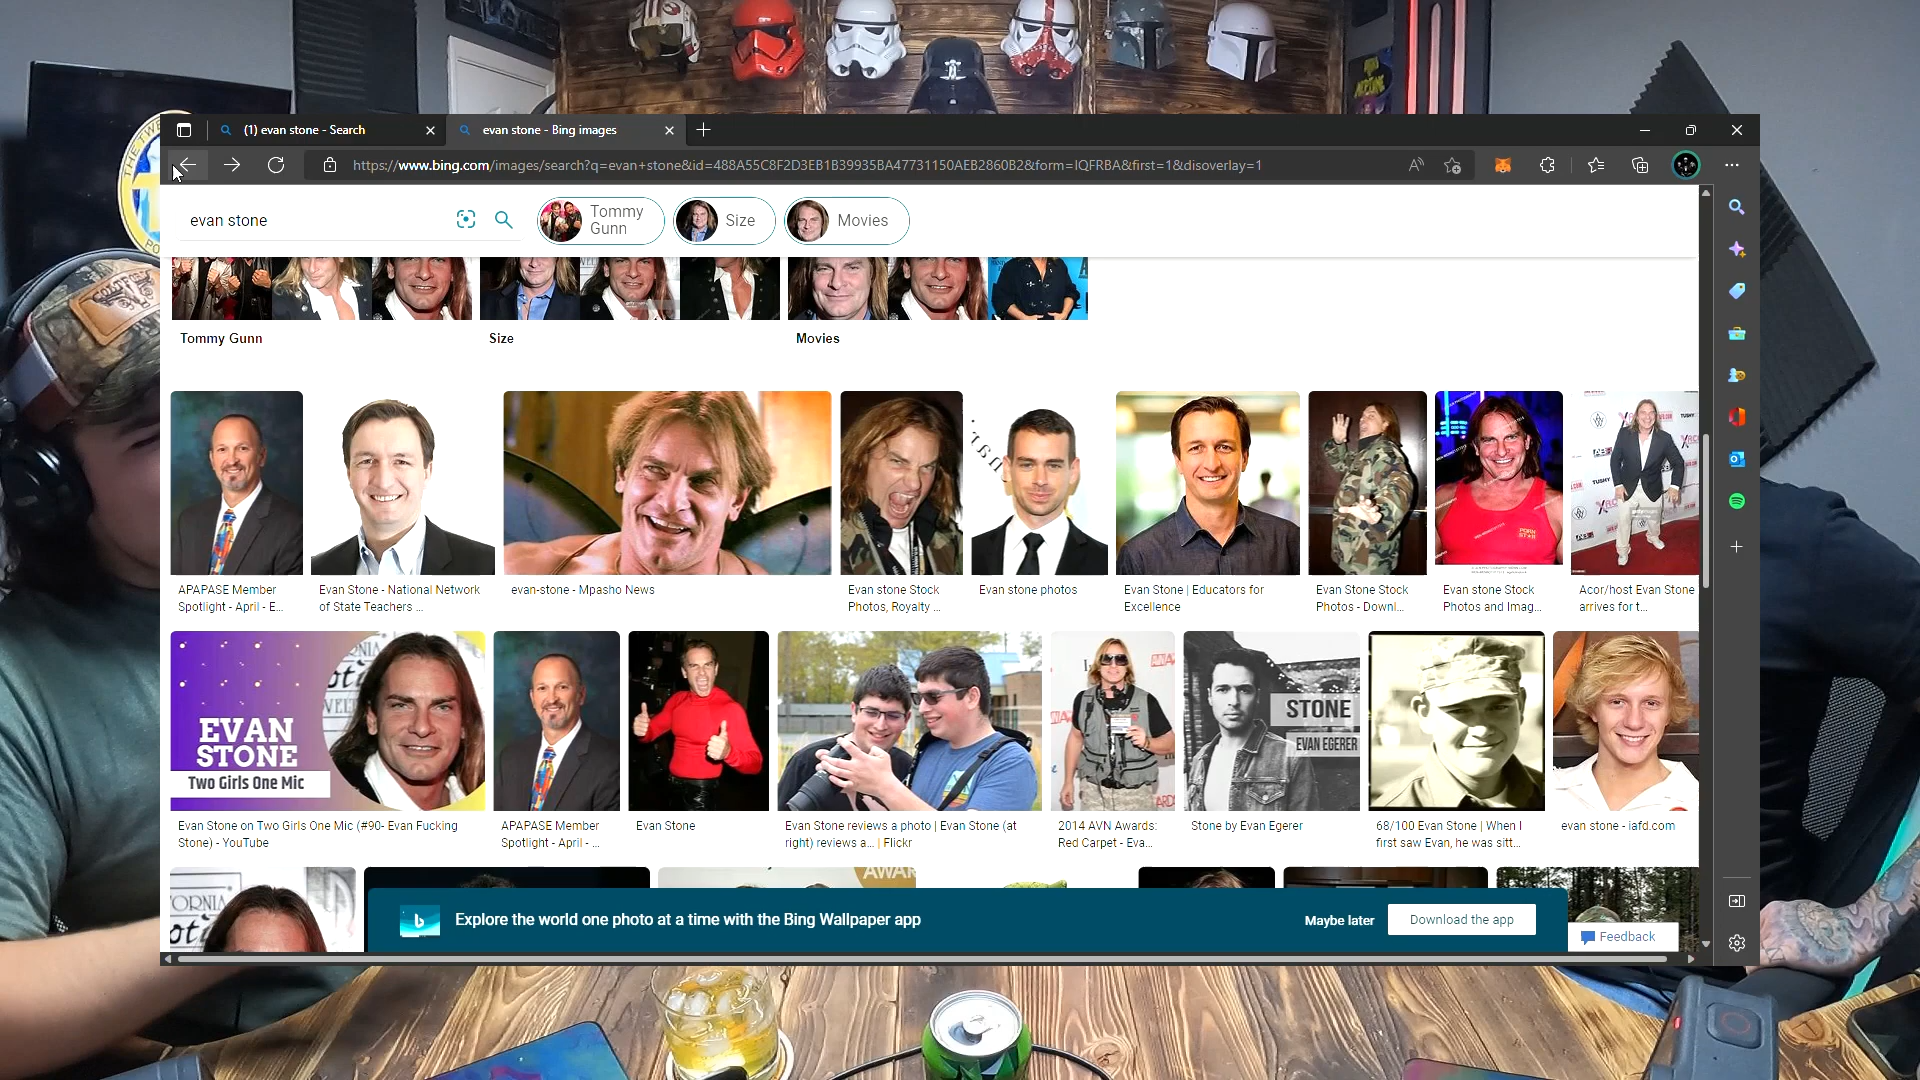 (1) evan stone - Search
evan stone - Bing images
https://www.bing.com/images/search?q=evan+stone&id=488A55C8F2D3EB1B39935BA47731150AEB2860B2&form=IQFRBA&first=1&disoverlay=1
evan stone
Tommy
Gunn
Size
Movies
Tommy Gunn
Size
Movies
APAPASE Member
Spotlight - April - E...
Evan Stone - National Network
of State Teachers ...
evan-stone - Mpasho News
Evan stone Stock
Photos, Royalty ...
Evan stone photos
Evan Stone | Educators for
Excellence
Evan Stone Stock
Photos - Downl...
Evan stone Stock
Photos and Imag...
Acor/host Evan Stone
arrives for t...
EVAN
STONE
Two Girls One Mic
STONE
EVAN EGERER
Evan Stone on Two Girls One Mic (#90- Evan Fucking
Stone) - YouTube
APAPASE Member
Spotlight - April - ...
Evan Stone
Evan Stone reviews a photo | Evan Stone (at
right) reviews a... | Flickr
2014 AVN Awards:
Red Carpet - Eva...
Stone by Evan Egerer
68/100 Evan Stone | When I
first saw Evan, he was sitt...
evan stone - iafd.com
AWAR
Explore the world one photo at a time with the Bing Wallpaper app
Maybe later
Download the app
Feedback